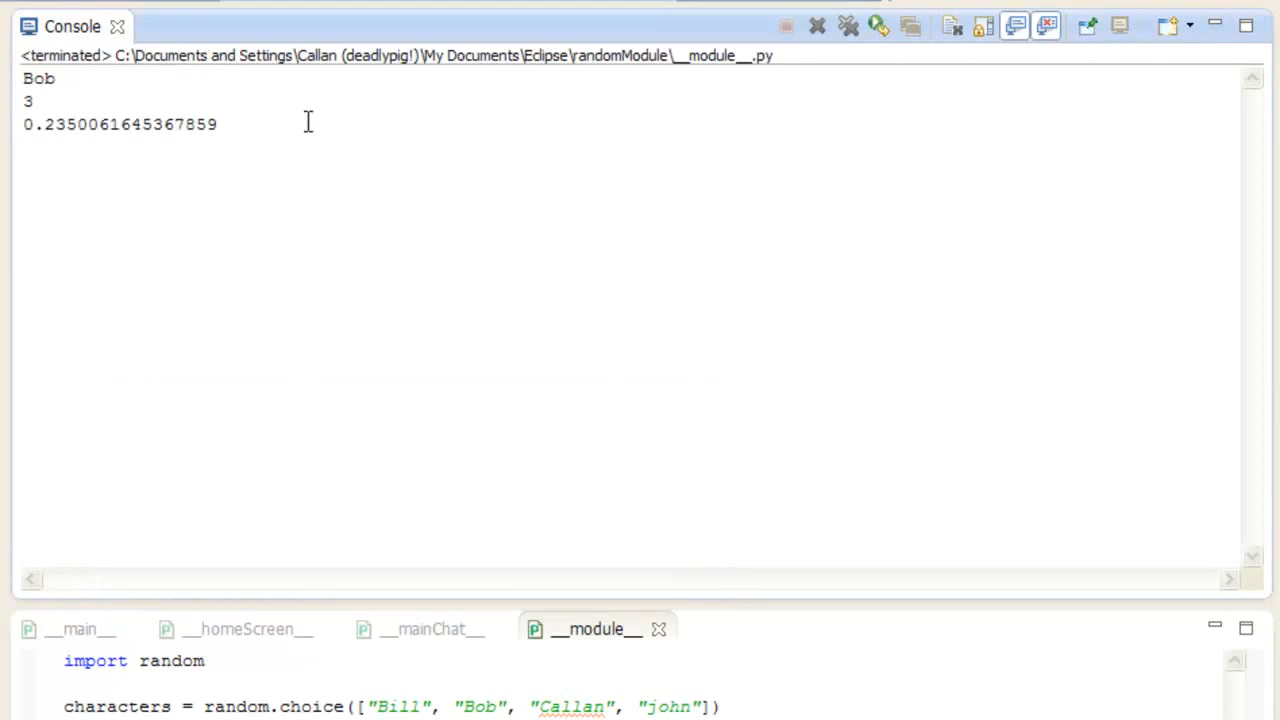 Console
<terminated> C:\Documents and Settings\Callan (deadlypig!)\My Documents\Eclipse\randomModule\__module__.py
Bob
3
0.2350061645367859
__main__ __homeScreen__ __mainChat__ __module__
import random
characters = random.choice(["Bill", "Bob", "Callan", "john"])